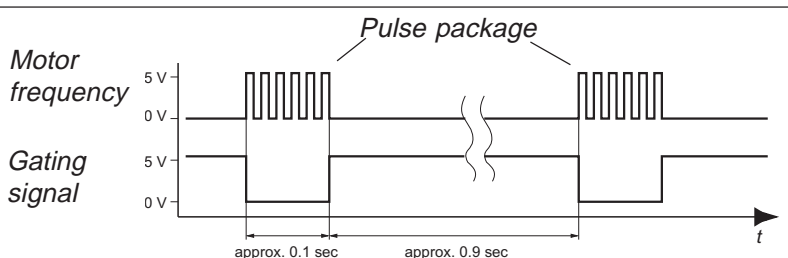 Pulse package
Motor
frequency
5 V
0 V
Gating
signal
5 V
0 V
t
approx. 0.1 sec
approx. 0.9 sec